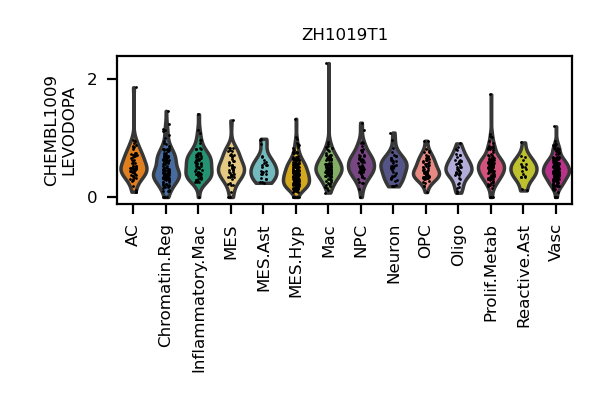 ZH1019T1
CHEMBL1009
LEVODOPA
2
0
AC
Chromatin.Reg
Inflammatory.Mac
MES
MES.Ast
MES.Hyp
Mac
NPC
Neuron
OPC
Oligo
Prolif.Metab
Reactive.Ast
Vasc